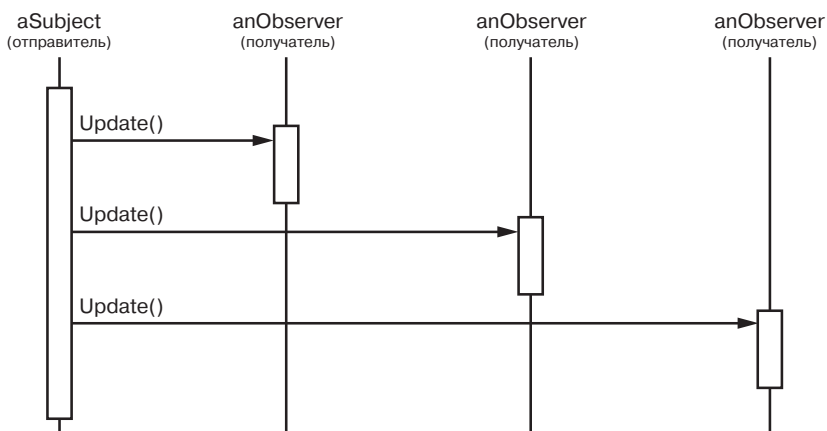 aSubject
(отправитель)
anObserver
(получатель)
anObserver
(получатель)
anObserver
(получатель)
Update()
Update()
Update()